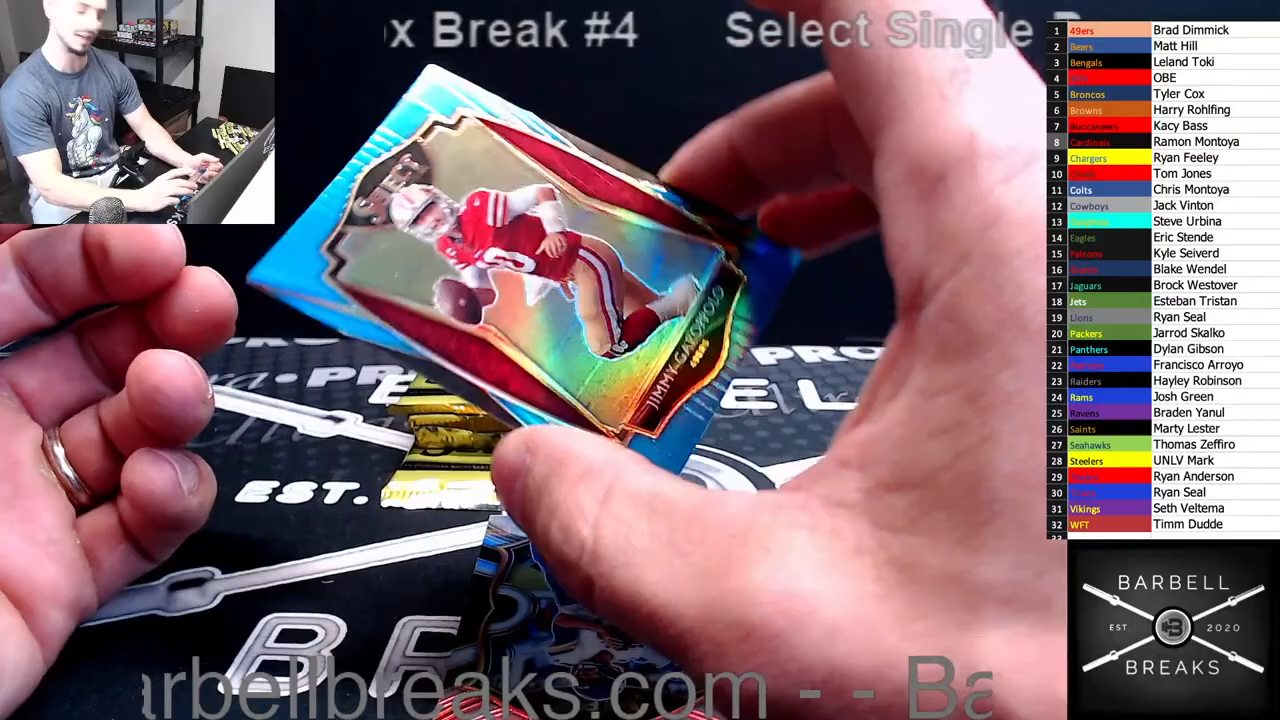 x Break #4 Select Single
1 49ers Brad Dimmick
2 Bears Matt Hill
3 Bengals Leland Toki
4 OBE
5 Broncos Tyler Cox
6 Browns Harry Rohlfing
7 Buccaneers Kacy Bass
8 Cardinals Ramon Montoya
9 Chargers Ryan Feeley
10 Chiefs Tom Jones
11 Colts Chris Montoya
12 Cowboys Jack Vinton
13 Steve Urbina
14 Eagles Eric Stende
15 Falcons Kyle Seiverd
16 Giants Blake Wendel
17 Jaguars Brock Westover
18 Jets Esteban Tristan
19 Lions Ryan Seal
20 Packers Jarrod Skalko
21 Panthers Dylan Gibson
22 Francisco Arroyo
23 Raiders Hayley Robinson
24 Rams Josh Green
25 Ravens Braden Yanul
26 Saints Marty Lester
27 Seahawks Thomas Zeffiro
28 Steelers UNLV Mark
29 Ryan Anderson
30 Ryan Seal
31 Vikings Seth Veltema
32 WFT Timm Dudde
33
SELECT
JIMMY GAROPPOLO
49ERS
EST.
arbellbreaks.com - - Ba
BARBELL
EST. 2020
BREAKS